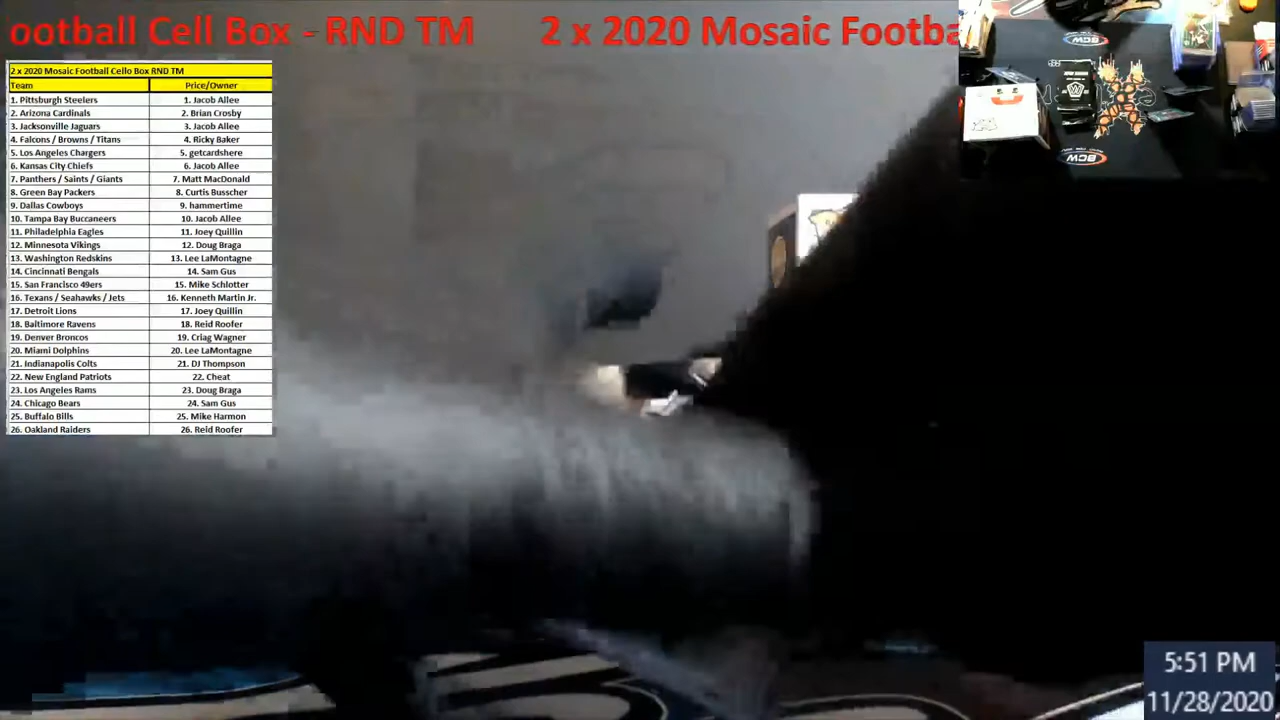 ootball Cell Box - RND TM 2 x 2020 Mosaic Footba
2 x 2020 Mosaic Football Cello Box RND TM
Team Price/Owner
1. Pittsburgh Steelers 1. Jacob Allee
2. Arizona Cardinals 2. Brian Crosby
3. Jacksonville Jaguars 3. Jacob Allee
4. Falcons / Browns / Titans 4. Ricky Baker
5. Los Angeles Chargers 5. getcardshere
6. Kansas City Chiefs 6. Jacob Allee
7. Panthers / Saints / Giants 7. Matt MacDonald
8. Green Bay Packers 8. Curtis Busscher
9. Dallas Cowboys 9. hammertime
10. Tampa Bay Buccaneers 10. Jacob Allee
11. Philadelphia Eagles 11. Joey Quillin
12. Minnesota Vikings 12. Doug Braga
13. Washington Redskins 13. Lee LaMontagne
14. Cincinnati Bengals 14. Sam Gus
15. San Francisco 49ers 15. Mike Schlotter
16. Texans / Seahawks / Jets 16. Kenneth Martin Jr.
17. Detroit Lions 17. Joey Quillin
18. Baltimore Ravens 18. Reid Roofer
19. Denver Broncos 19. Criag Wagner
20. Miami Dolphins 20. Lee LaMontagne
21. Indianapolis Colts 21. DJ Thompson
22. New England Patriots 22. Cheat
23. Los Angeles Rams 23. Doug Braga
24. Chicago Bears 24. Sam Gus
25. Buffalo Bills 25. Mike Harmon
26. Oakland Raiders 26. Reid Roofer
BCW
BCW
5:51 PM
11/28/2020